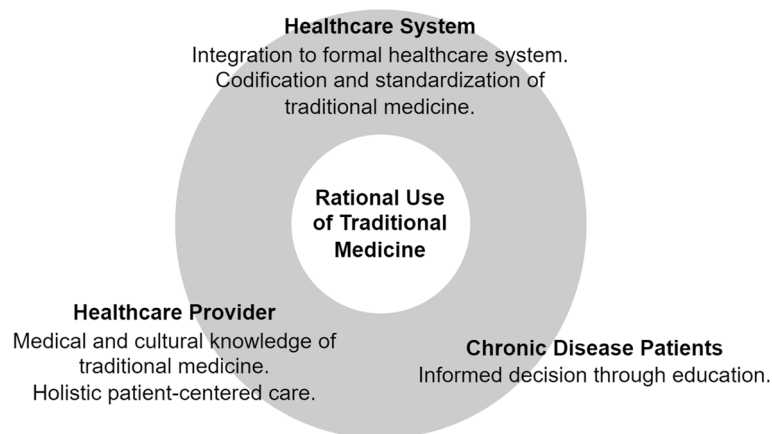 Healthcare System
Integration to formal healthcare system.
Codification and standardization of
traditional medicine.
Rational Use
of Traditional
Medicine
Healthcare Provider
Medical and cultural knowledge of
traditional medicine.
Holistic patient-centered care.
Chronic Disease Patients
Informed decision through education.